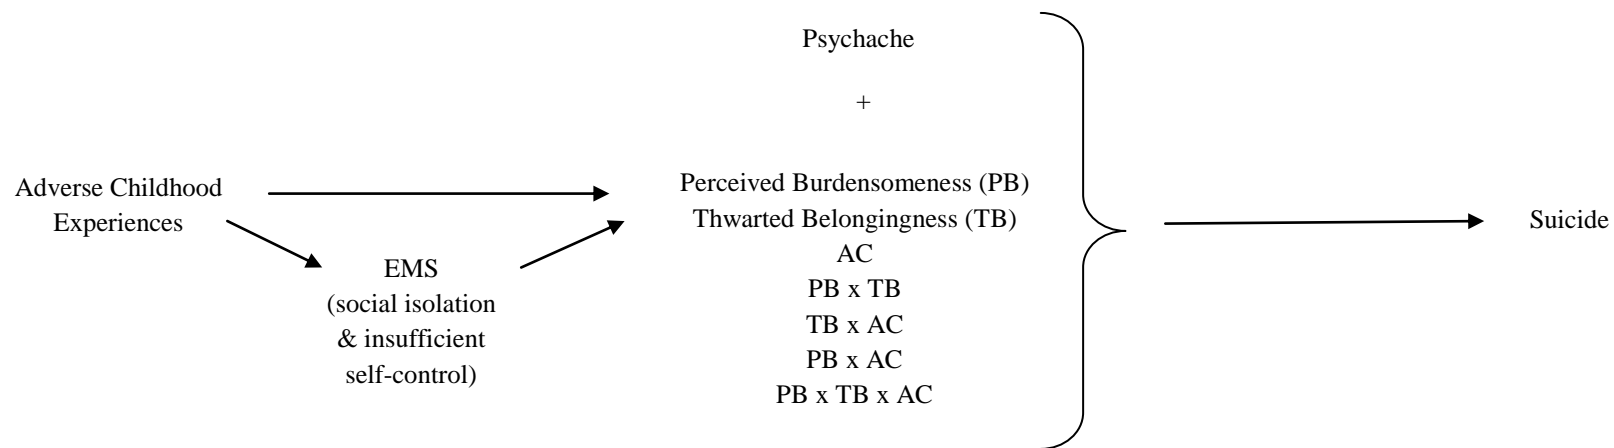 Psychache
+
Adverse Childhood
Experiences
EMS
(social isolation
& insufficient
self-control)
Perceived Burdensomeness (PB)
Thwarted Belongingness (TB)
AC
PB x TB
TB x AC
PB x AC
PB x TB x AC
Suicide